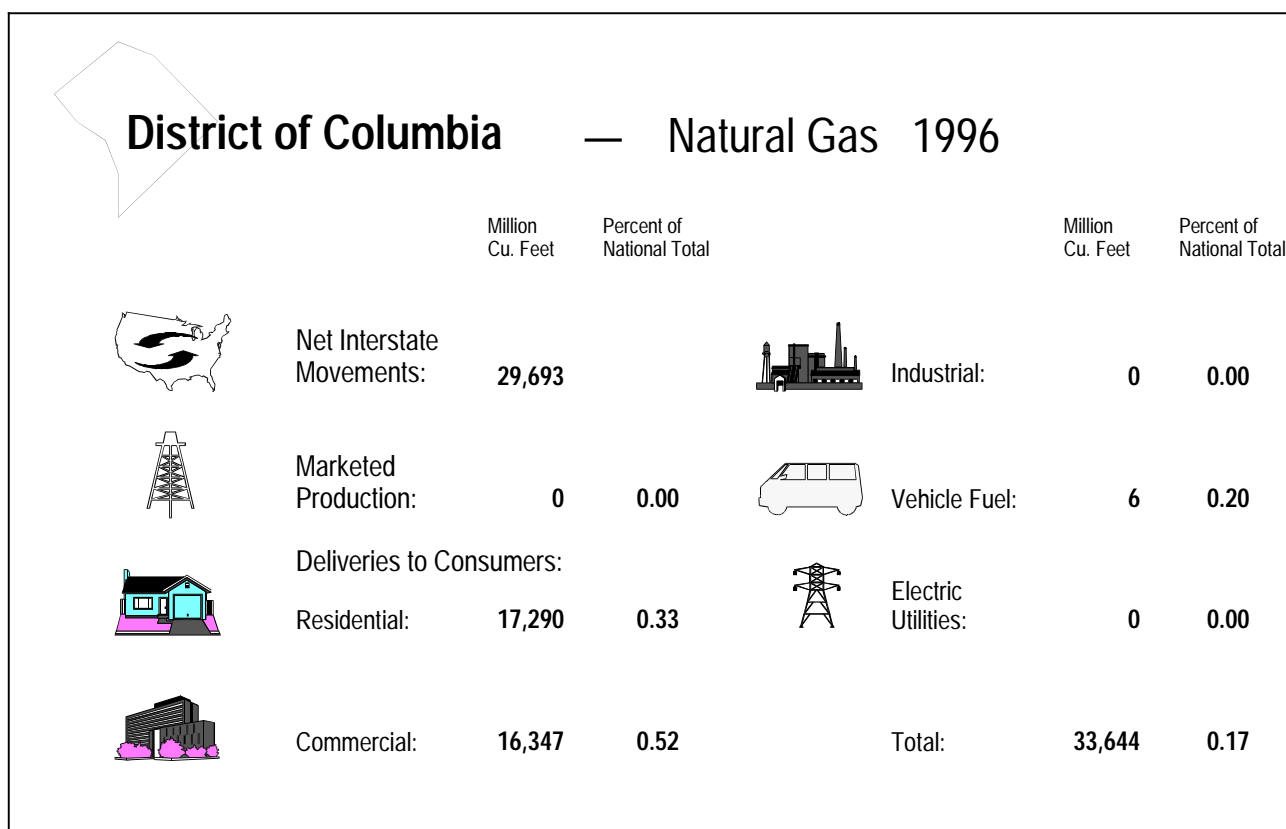 District of Columbia — Natural Gas 1996
Million Cu. Feet
Percent of National Total
Million Cu. Feet
Percent of National Total
Net Interstate
Movements: 29,693
Marketed
Production: 0 0.00
Deliveries to Consumers:
Residential: 17,290 0.33
Commercial: 16,347 0.52
Industrial: 0 0.00
Vehicle Fuel: 6 0.20
Electric
Utilities: 0 0.00
Total: 33,644 0.17